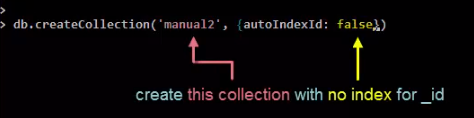 >
> db.createCollection('manual2', {autoIndexId: false})
create this collection with no index for _id